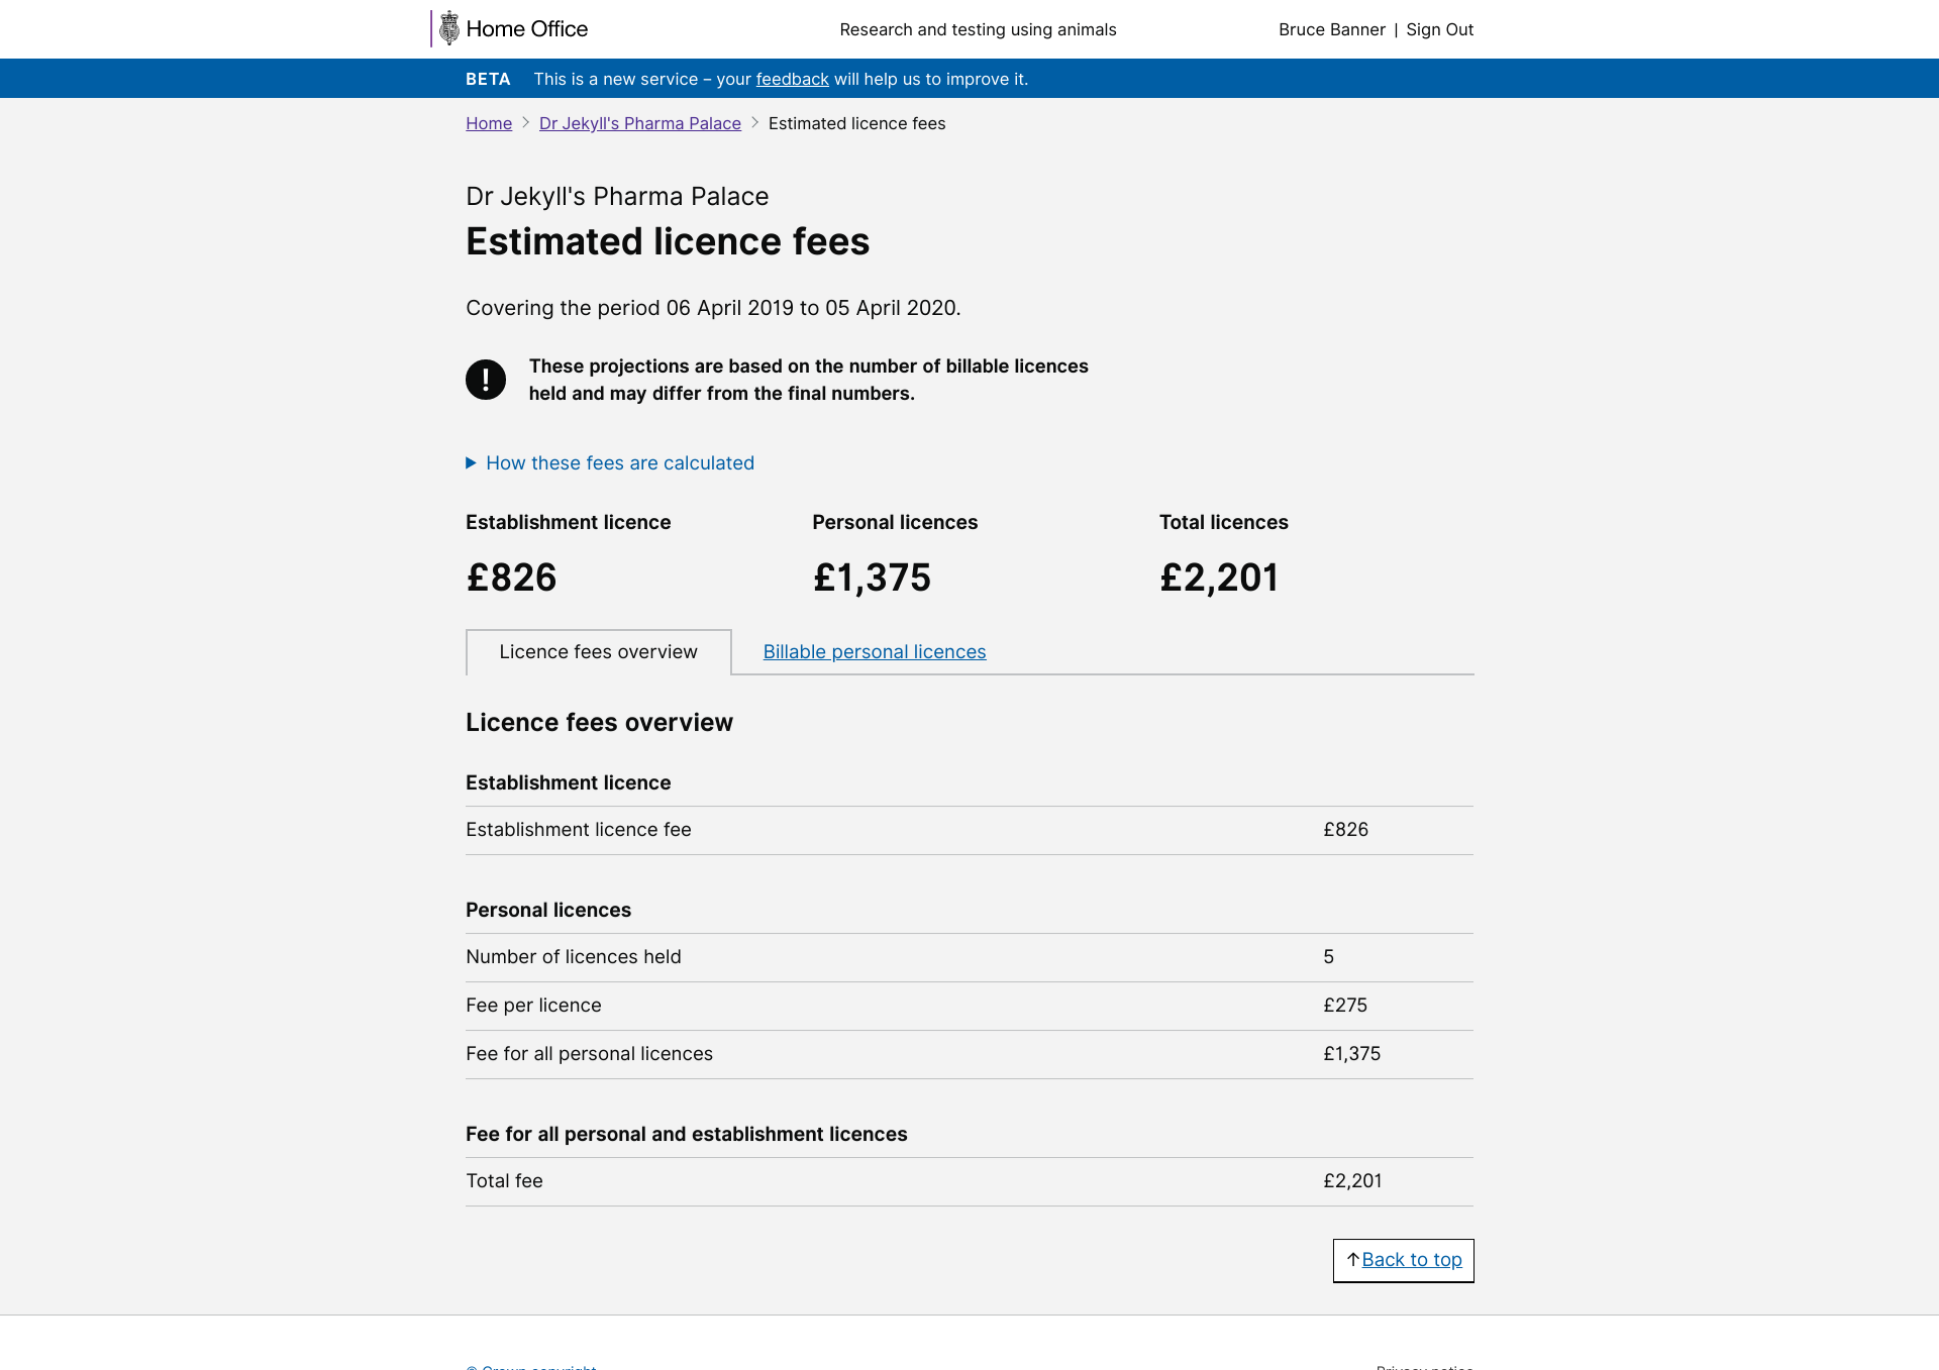 Home Office
Research and testing using animals
Bruce Banner | Sign Out
BETA This is a new service – your feedback will help us to improve it.
Home > Dr Jekyll's Pharma Palace > Estimated licence fees
Dr Jekyll's Pharma Palace
Estimated licence fees
Covering the period 06 April 2019 to 05 April 2020.
! These projections are based on the number of billable licences
held and may differ from the final numbers.
How these fees are calculated
Establishment licence Personal licences Total licences
£826 £1,375 £2,201
Licence fees overview Billable personal licences
Licence fees overview
Establishment licence
Establishment licence fee £826
Personal licences
Number of licences held 5
Fee per licence £275
Fee for all personal licences £1,375
Fee for all personal and establishment licences
Total fee £2,201
↑Back to top
© Crown copyright Privacy notice